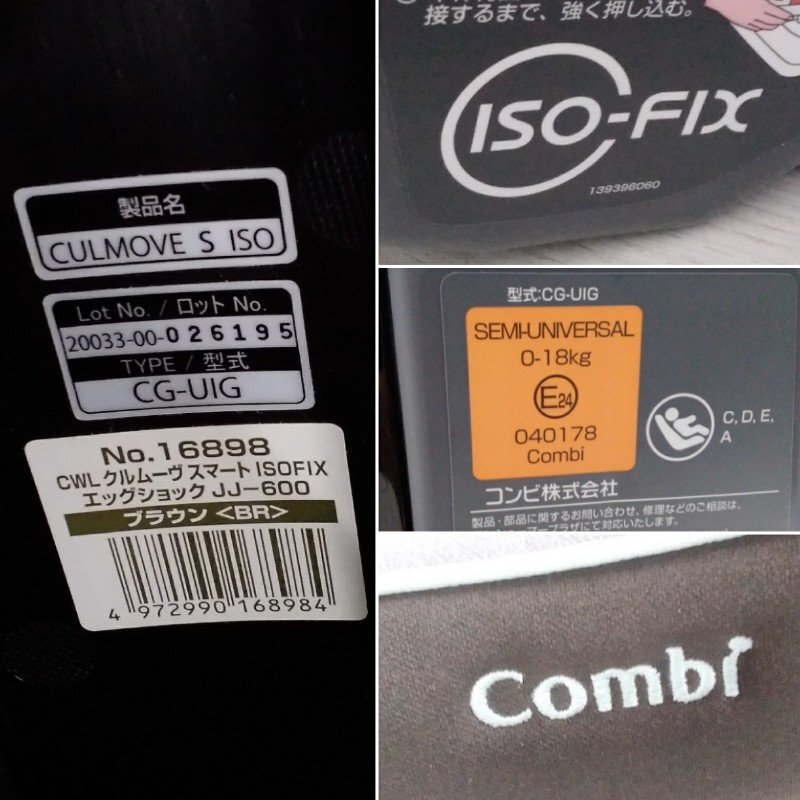 製品名
CULMOVE S ISO
Lot No. / ロット No.
20033-00-026195
TYPE / 型式
CG-UIG
No.16898
CWL クルムーヴ スマート ISOFIX
エッグショック JJ-600
ブラウン <BR>
4 972990 168984
接するまで、強く押し込む。
ISO-FIX
139396060
型式:CG-UIG
SEMI-UNIVERSAL
0-18kg
E24
040178
Combi
C, D, E,
A
コンビ株式会社
製品・部品に関するお問い合わせ、修理などのご相談は、
プラザにて対応いたします。
Combi